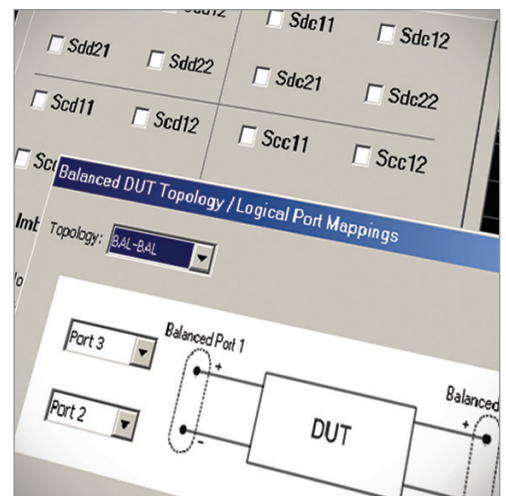 Sdc11
Sdc12
Sdd21
Sdd22
Sdc21
Sdc22
Scd11
Scd12
Scc11
Scc12
Balanced DUT Topology / Logical Port Mappings
Topology:
BAL-BAL
Port 3
Balanced Port 1
+
Port 2
-
DUT
Balanced
+